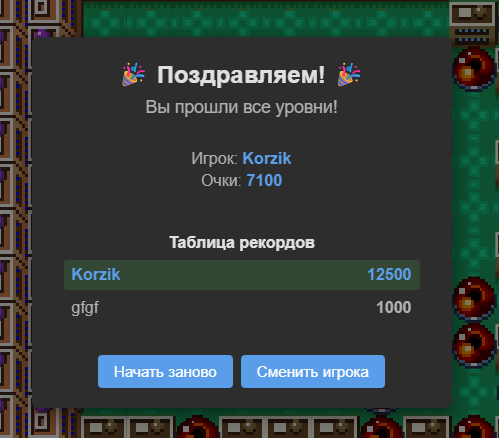 🎉 Поздравляем! 🎉
Вы прошли все уровни!
Игрок: Korzik
Очки: 7100
Таблица рекордов
Korzik 12500
gfgf 1000
Начать заново Сменить игрока